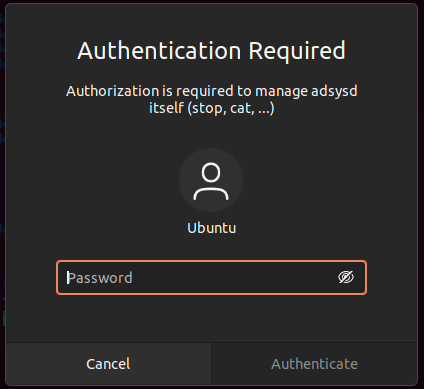 Authentication Required
Authorization is required to manage adsysd
itself (stop, cat, ...)
Ubuntu
Password
Cancel
Authenticate